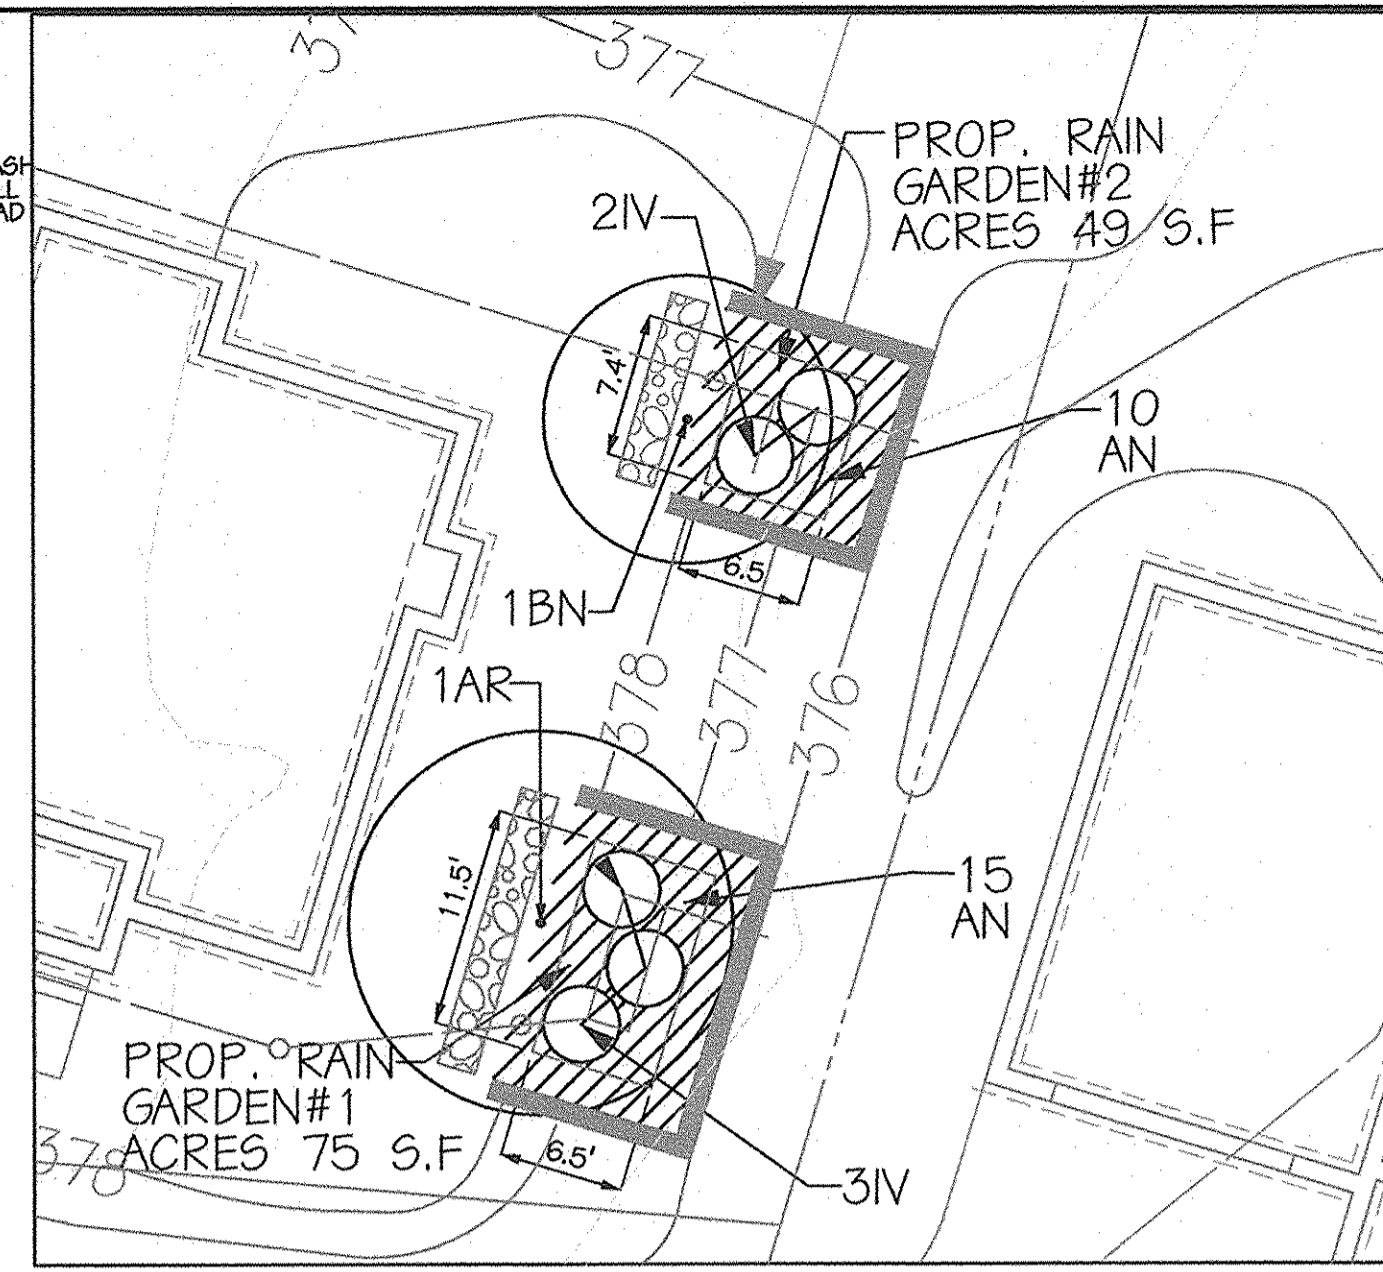 377
PROP. RAIN
GARDEN#2
ACRES 49 S.F
2IV
7.4'
10
AN
6.5
1BN
378
377
376
1AR
11.5'
15
AN
PROP. RAIN
GARDEN#1
ACRES 75 S.F
378
6.5'
3IV